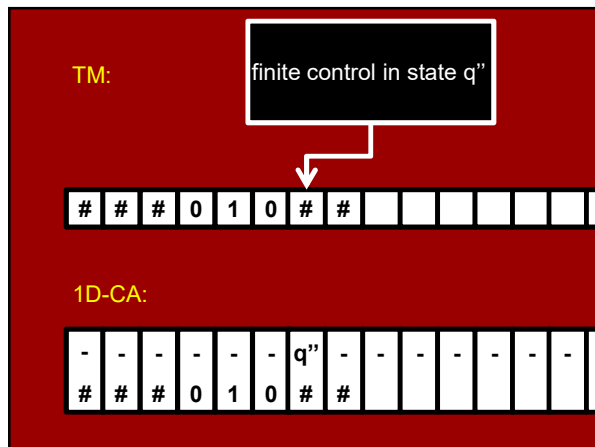 TM:
finite control in state q’’
# # # 0 1 0 # #
1D-CA:
- - - - - - q’’ - - - - - - -
# # # 0 1 0 # #